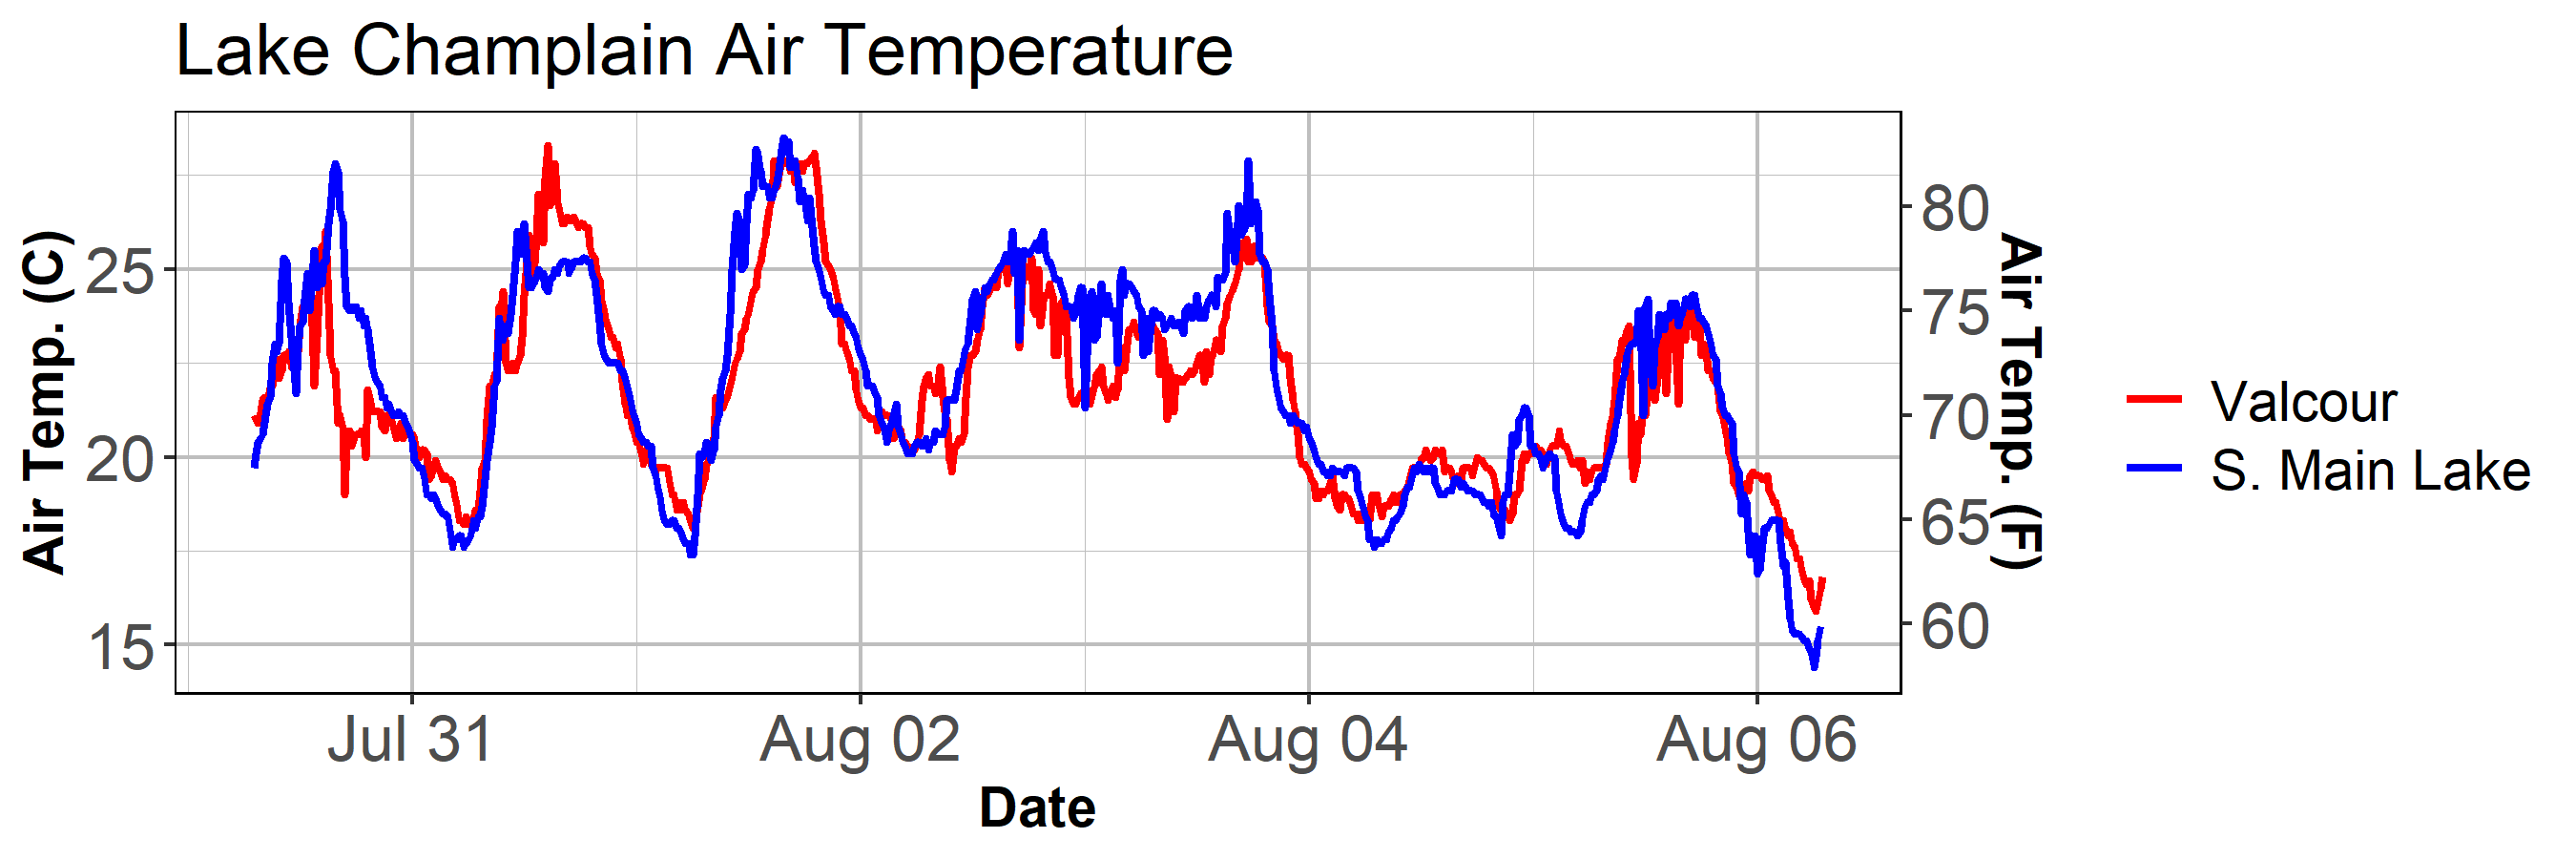 Lake Champlain Air Temperature
Air Temp. (C)
25
20
15
80
75
70
65
60
Air Temp. (F)
Jul 31
Aug 02
Aug 04
Aug 06
Date
Valcour
S. Main Lake